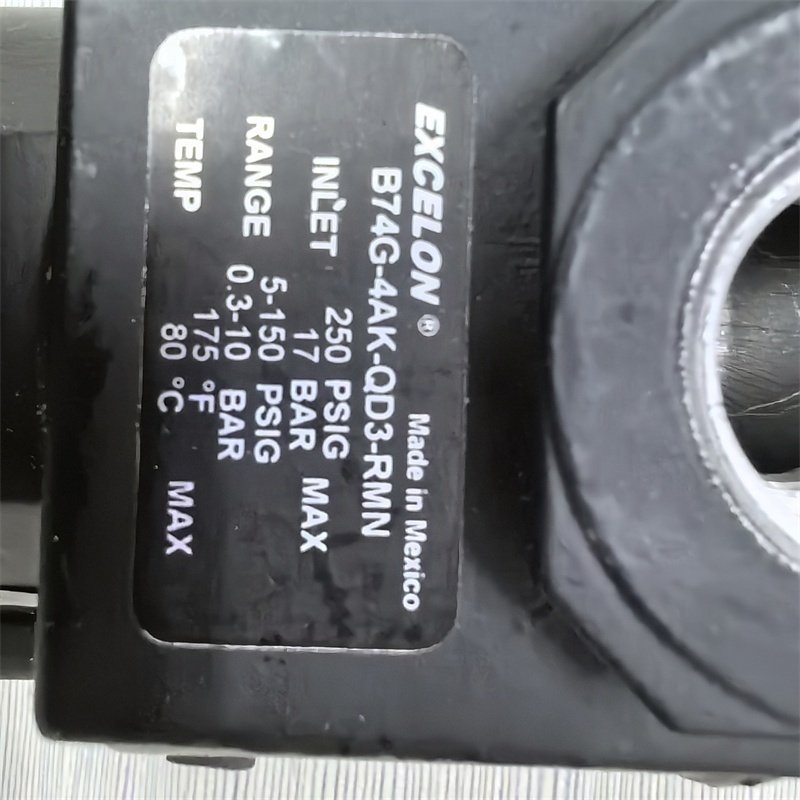 EXCELON® Made in Mexico
B74G-4AK-QD3-RMN
INLET 250 PSIG
17 BAR MAX
RANGE 5-150 PSIG
0.3-10 BAR
TEMP 175 °F
80 °C MAX